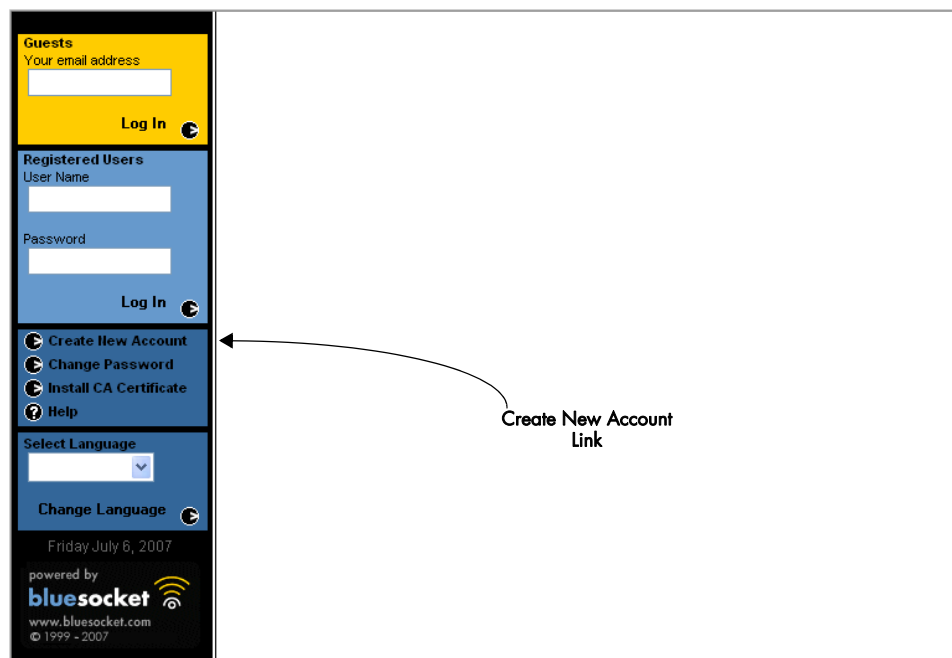 Guests
Your email address
Log In
Registered Users
User Name
Password
Log In
Create New Account
Change Password
Install CA Certificate
Help
Select Language
Change Language
Friday July 6, 2007
powered by
bluesocket
www.bluesocket.com
© 1999 - 2007
Create New Account
Link